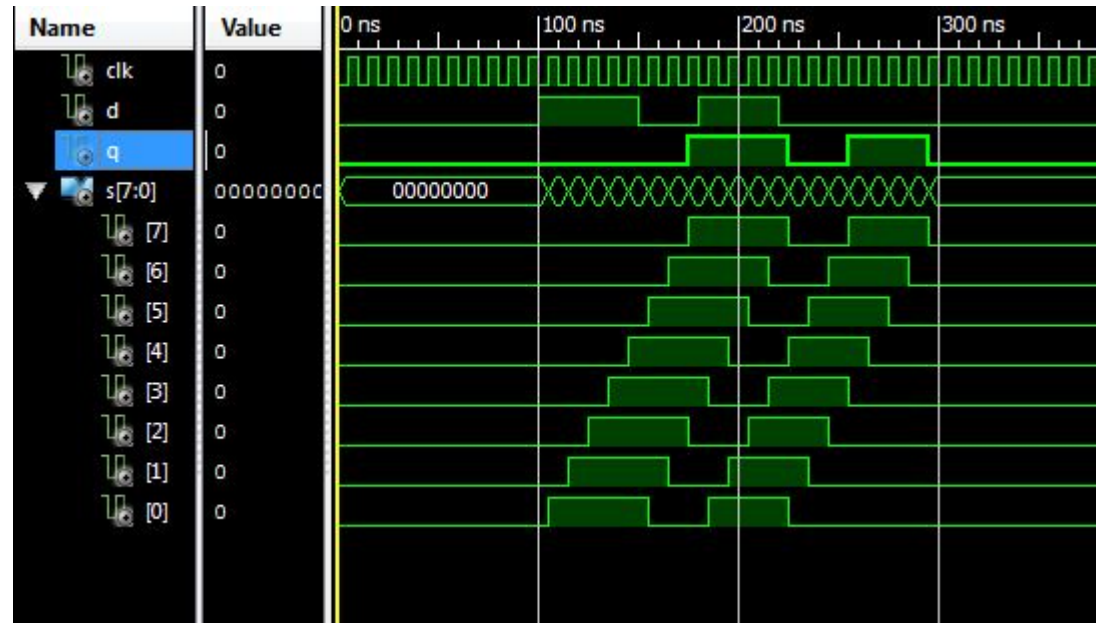 Name Value 0 ns 100 ns 200 ns 300 ns
clk 0
d 0
q 0
s[7:0] 00000000 00000000
[7] 0
[6] 0
[5] 0
[4] 0
[3] 0
[2] 0
[1] 0
[0] 0